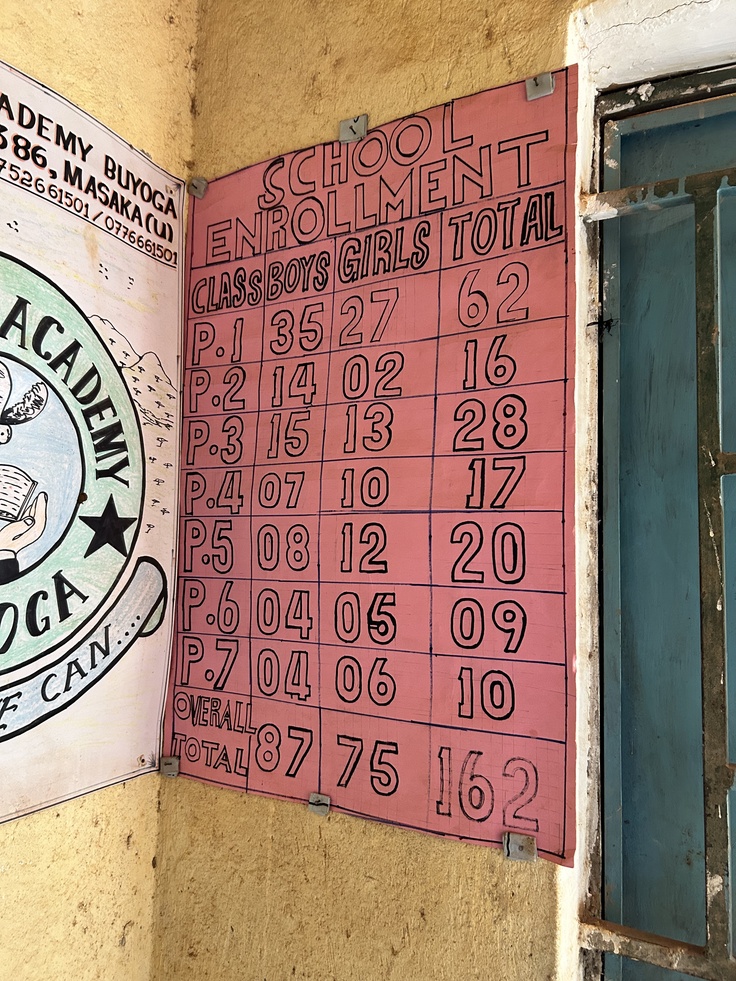 ADEMY BUYOGA
386, MASAKA(U)
752661501/0776661501
ACADEMY
OGA
CAN....
SCHOOL
ENROLLMENT
CLASS BOYS GIRLS TOTAL
P.1 35 27 62
P.2 14 02 16
P.3 15 13 28
P.4 07 10 17
P.5 08 12 20
P.6 04 05 09
P.7 04 06 10
OVERALL
TOTAL 87 75 162